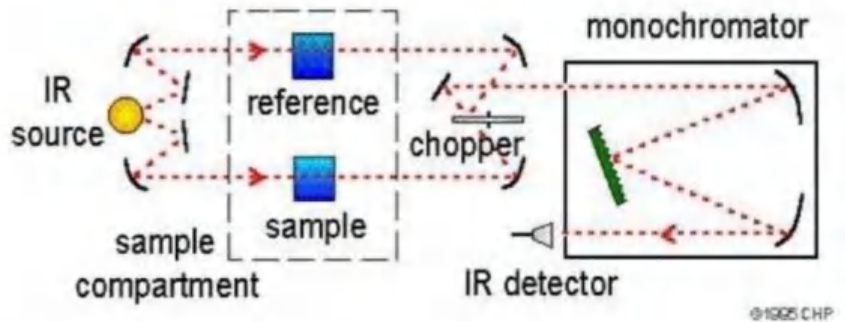 monochromator
IR
source
reference
chopper
sample
sample
compartment
IR detector
©1995 CHP